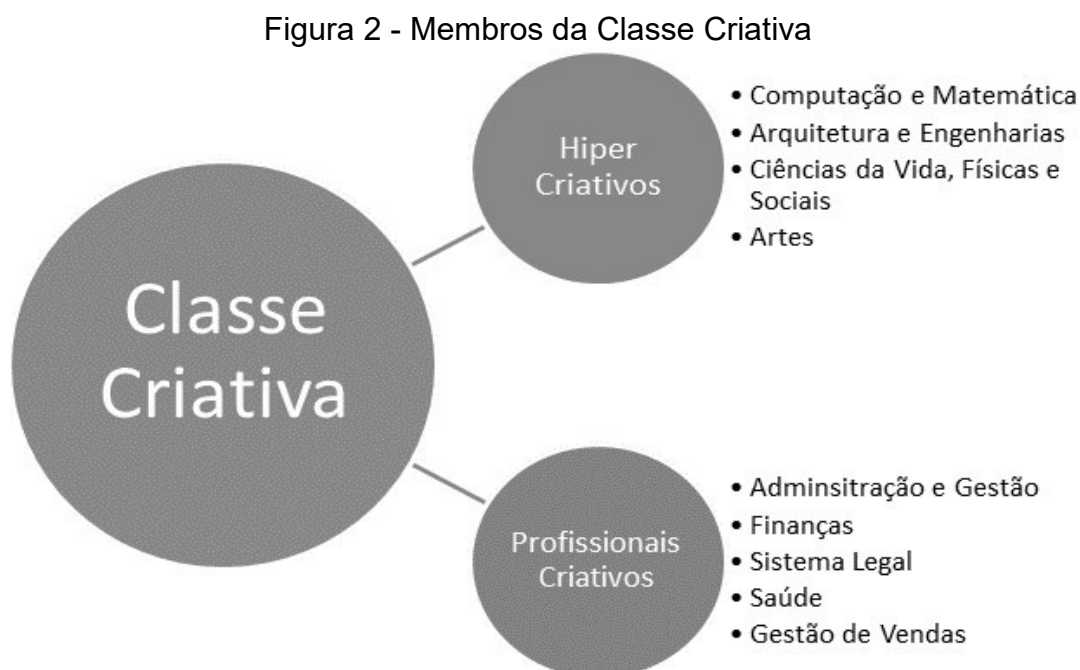 Figura 2 - Membros da Classe Criativa
Classe
Criativa
Hiper
Criativos
• Computação e Matemática
• Arquitetura e Engenharias
• Ciências da Vida, Físicas e
Sociais
• Artes
Profissionais
Criativos
• Adminsitração e Gestão
• Finanças
• Sistema Legal
• Saúde
• Gestão de Vendas